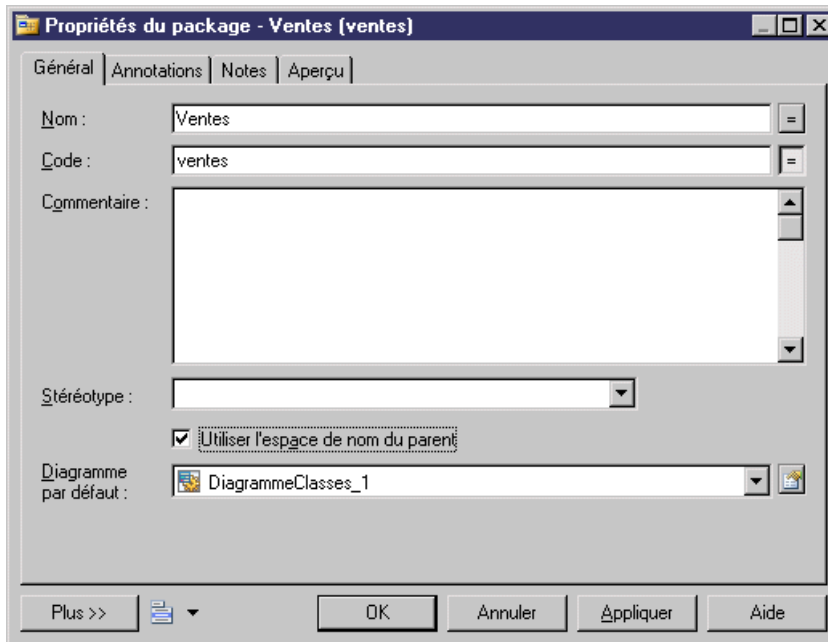 Propriétés du package - Ventes (ventes)
Général Annotations Notes Aperçu
Nom : Ventes =
Code : ventes =
Commentaire :
Stéréotype :
Utiliser l'espace de nom du parent
Diagramme
par défaut : DiagrammeClasses_1
Plus >> OK Annuler Appliquer Aide